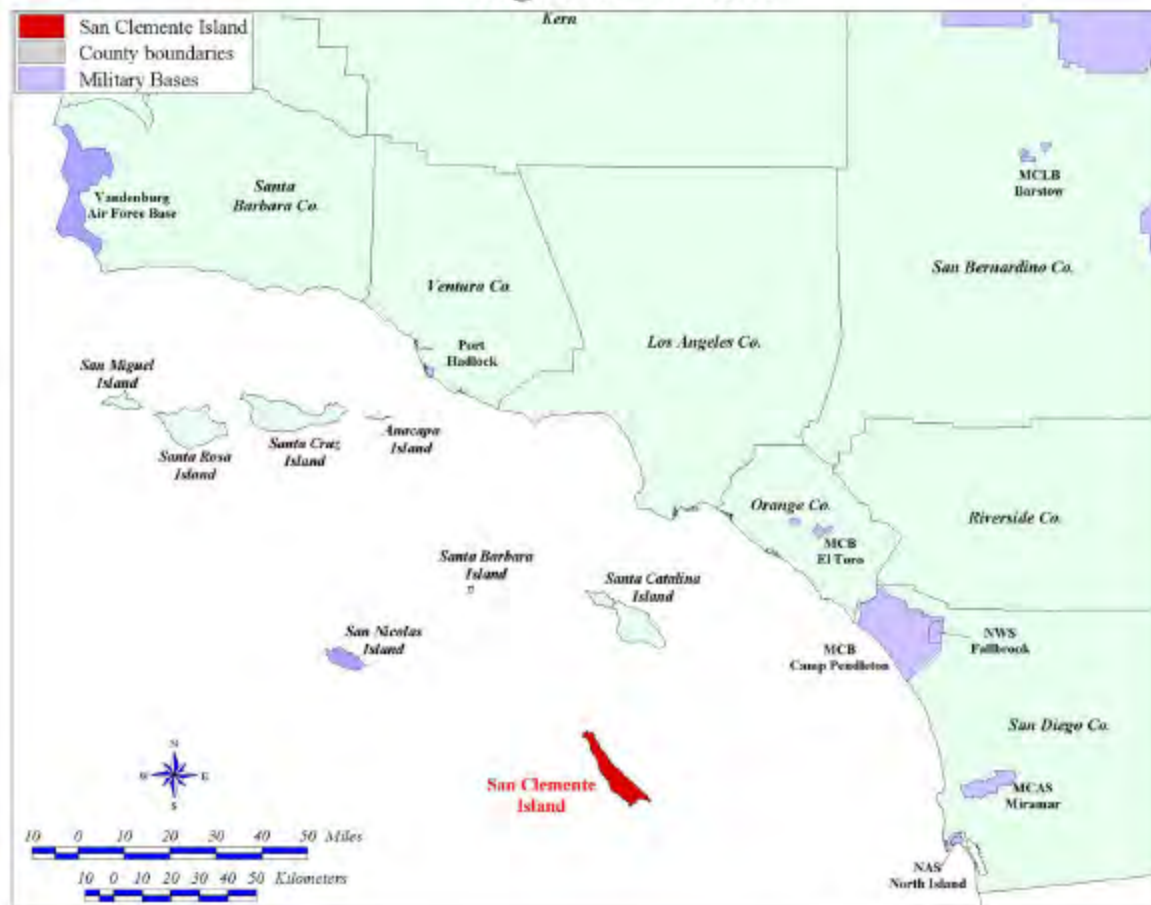 San Clemente Island
County boundaries
Military Bases
Kern
MCLB
Barstow
Vandenburg
Air Force Base
Santa
Barbara Co.
San Bernardino Co.
Ventura Co.
Los Angeles Co.
Port
Hadlock
San Miguel
Island
Santa Rosa
Island
Santa Cruz
Island
Anacapa
Island
Orange Co.
MCB
El Toro
Riverside Co.
Santa Barbara
Island
Santa Catalina
Island
San Nicolas
Island
MCB
Camp Pendleton
NWS
Fallbrook
San Diego Co.
San Clemente
Island
MCAS
Miramar
NAS
North Island
N
W
E
S
10 0 10 20 30 40 50 Miles
10 0 10 20 30 40 50 Kilometers